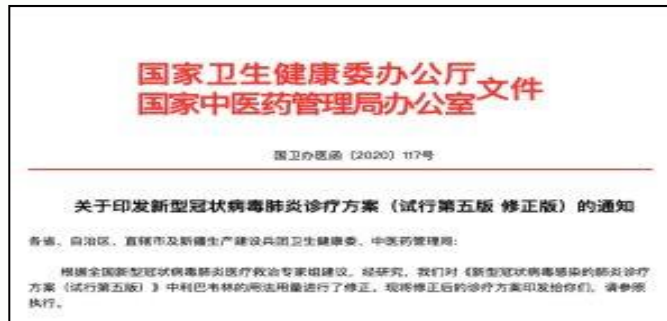 国家卫生健康委办公厅
国家中医药管理局办公室
文件
国卫办医函〔2020〕117号
关于印发新型冠状病毒肺炎诊疗方案（试行第五版 修正版）的通知
各省、自治区、直辖市及新疆生产建设兵团卫生健康委、中医药管理局：
根据全国新型冠状病毒肺炎医疗救治专家组建议，经研究，我们对《新型冠状病毒感染的肺炎诊疗
方案（试行第五版）》中利巴韦林的用法用量进行了修正。现将修正后的诊疗方案印发给你们，请参照
执行。